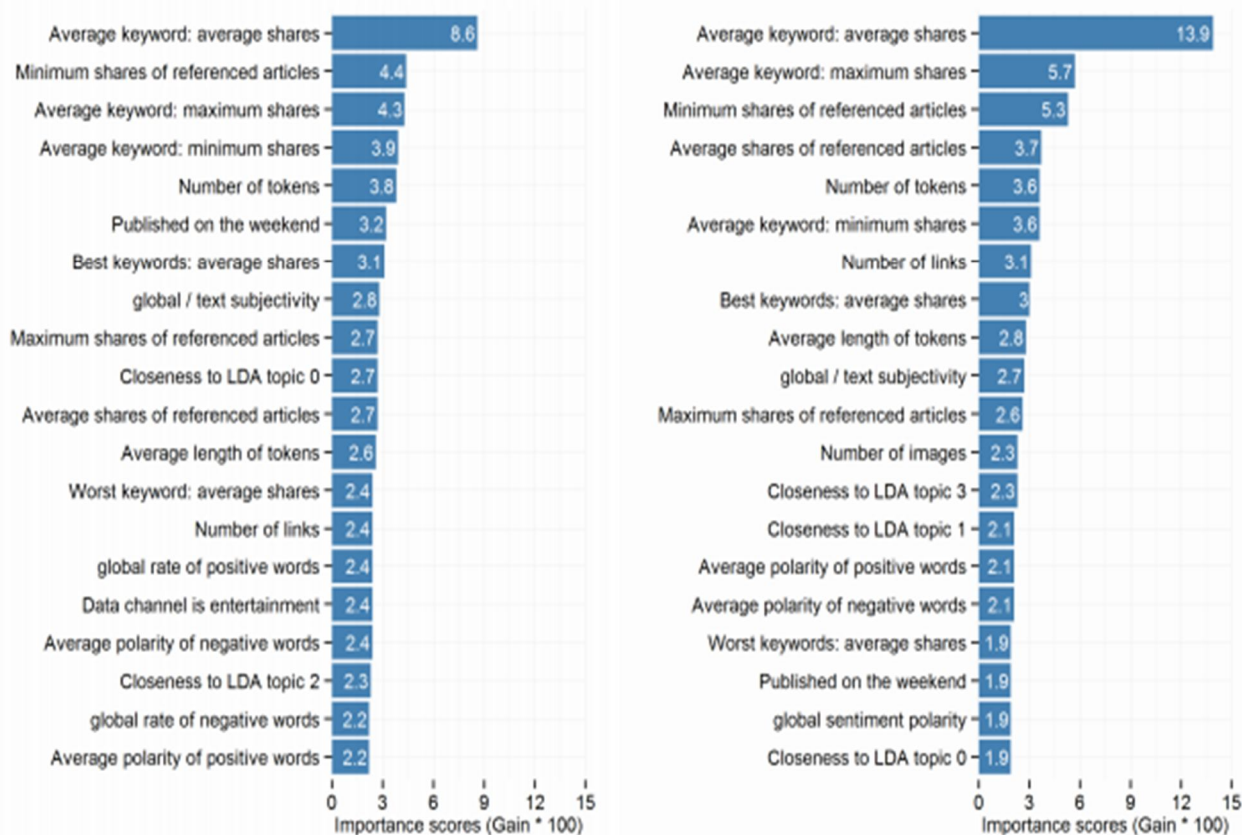 Average keyword: average shares 8.6
Minimum shares of referenced articles 4.4
Average keyword: maximum shares 4.3
Average keyword: minimum shares 3.9
Number of tokens 3.8
Published on the weekend 3.2
Best keywords: average shares 3.1
global / text subjectivity 2.8
Maximum shares of referenced articles 2.7
Closeness to LDA topic 0 2.7
Average shares of referenced articles 2.7
Average length of tokens 2.6
Worst keyword: average shares 2.4
Number of links 2.4
global rate of positive words 2.4
Data channel is entertainment 2.4
Average polarity of negative words 2.4
Closeness to LDA topic 2 2.3
global rate of negative words 2.2
Average polarity of positive words 2.2
0 3 6 9 12 15
Importance scores (Gain * 100)
Average keyword: average shares 13.9
Average keyword: maximum shares 5.7
Minimum shares of referenced articles 5.3
Average shares of referenced articles 3.7
Number of tokens 3.6
Average keyword: minimum shares 3.6
Number of links 3.1
Best keywords: average shares 3
Average length of tokens 2.8
global / text subjectivity 2.7
Maximum shares of referenced articles 2.6
Number of images 2.3
Closeness to LDA topic 3 2.3
Closeness to LDA topic 1 2.1
Average polarity of positive words 2.1
Average polarity of negative words 2.1
Worst keywords: average shares 1.9
Published on the weekend 1.9
global sentiment polarity 1.9
Closeness to LDA topic 0 1.9
0 3 6 9 12 15
Importance scores (Gain * 100)